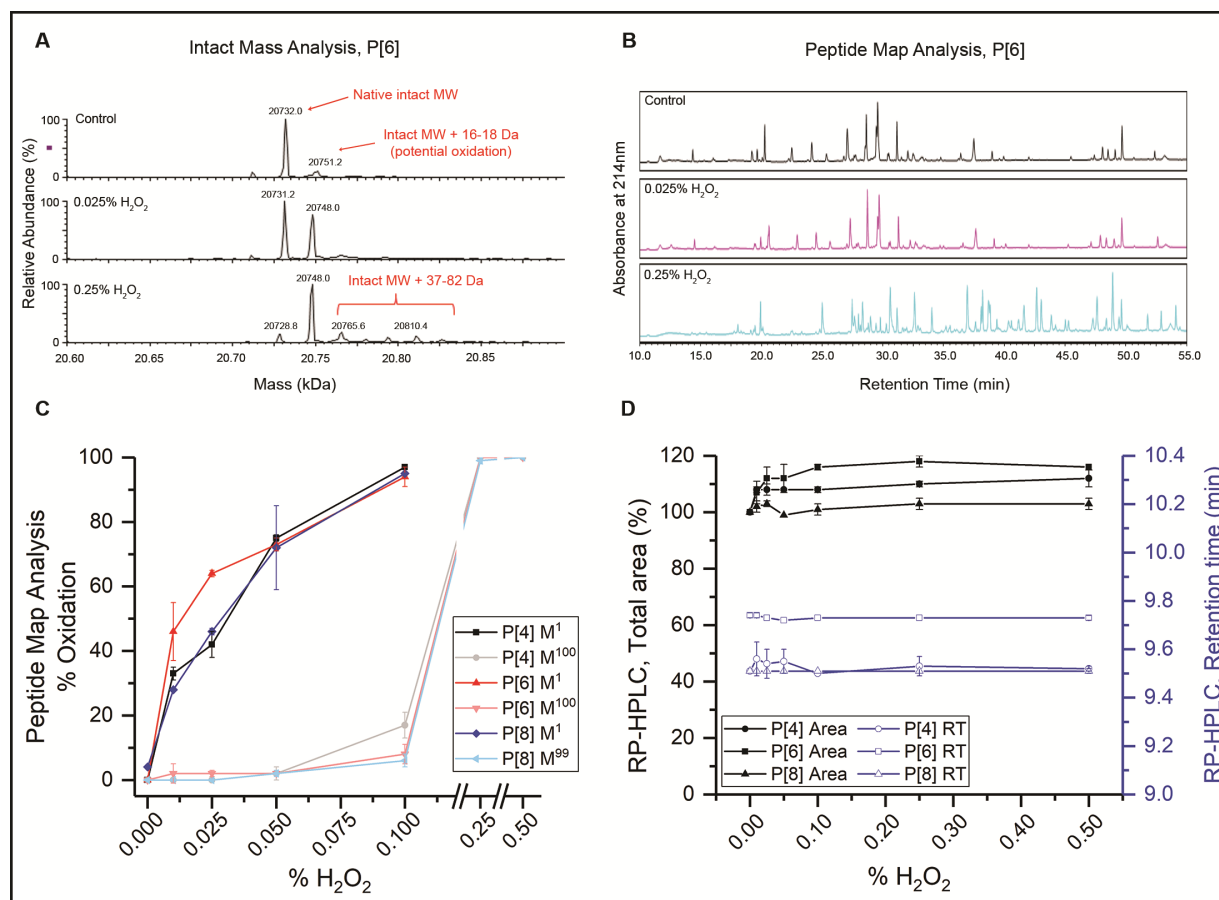 A
Intact Mass Analysis, P[6]
Native intact MW
20732.0
Control
Intact MW + 16-18 Da
(potential oxidation)
20751.2
100
50
0
0.025% H₂O₂
20731.2
20748.0
100
50
0
0.25% H₂O₂
20748.0
Intact MW + 37-82 Da
20728.8
20765.6
20810.4
100
50
0
20.60 20.65 20.70 20.75 20.80 20.85
Relative Abundance (%)
Mass (kDa)
B
Peptide Map Analysis, P[6]
Control
0.025% H₂O₂
0.25% H₂O₂
Absorbance at 214nm
10.0 15.0 20.0 25.0 30.0 35.0 40.0 45.0 50.0 55.0
Retention Time (min)
C
Peptide Map Analysis
% Oxidation
100
80
60
40
20
0
P[4] M¹
P[4] M¹⁰⁰
P[6] M¹
P[6] M¹⁰⁰
P[8] M¹
P[8] M⁹⁹
0.000 0.025 0.050 0.075 0.100 0.25 0.50
% H₂O₂
D
RP-HPLC, Total area (%)
120
100
80
60
40
20
0
P[4] Area P[4] RT
P[6] Area P[6] RT
P[8] Area P[8] RT
10.4
10.2
10.0
9.8
9.6
9.4
9.2
9.0
RP-HPLC, Retention time (min)
0.00 0.10 0.20 0.30 0.40 0.50
% H₂O₂